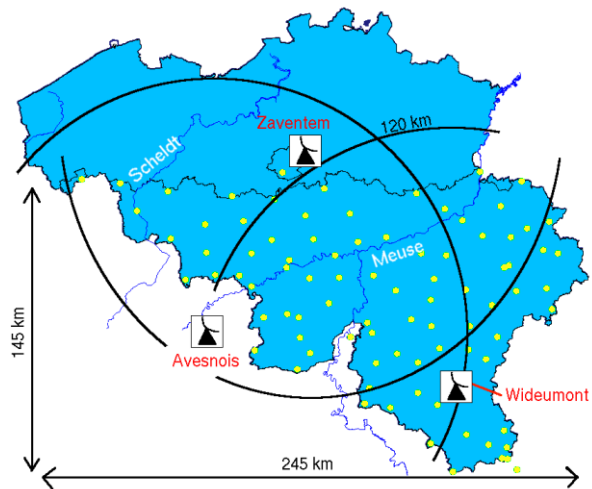 Zaventem
120 km
Scheldt
Meuse
145 km
Avesnois
Wideumont
245 km